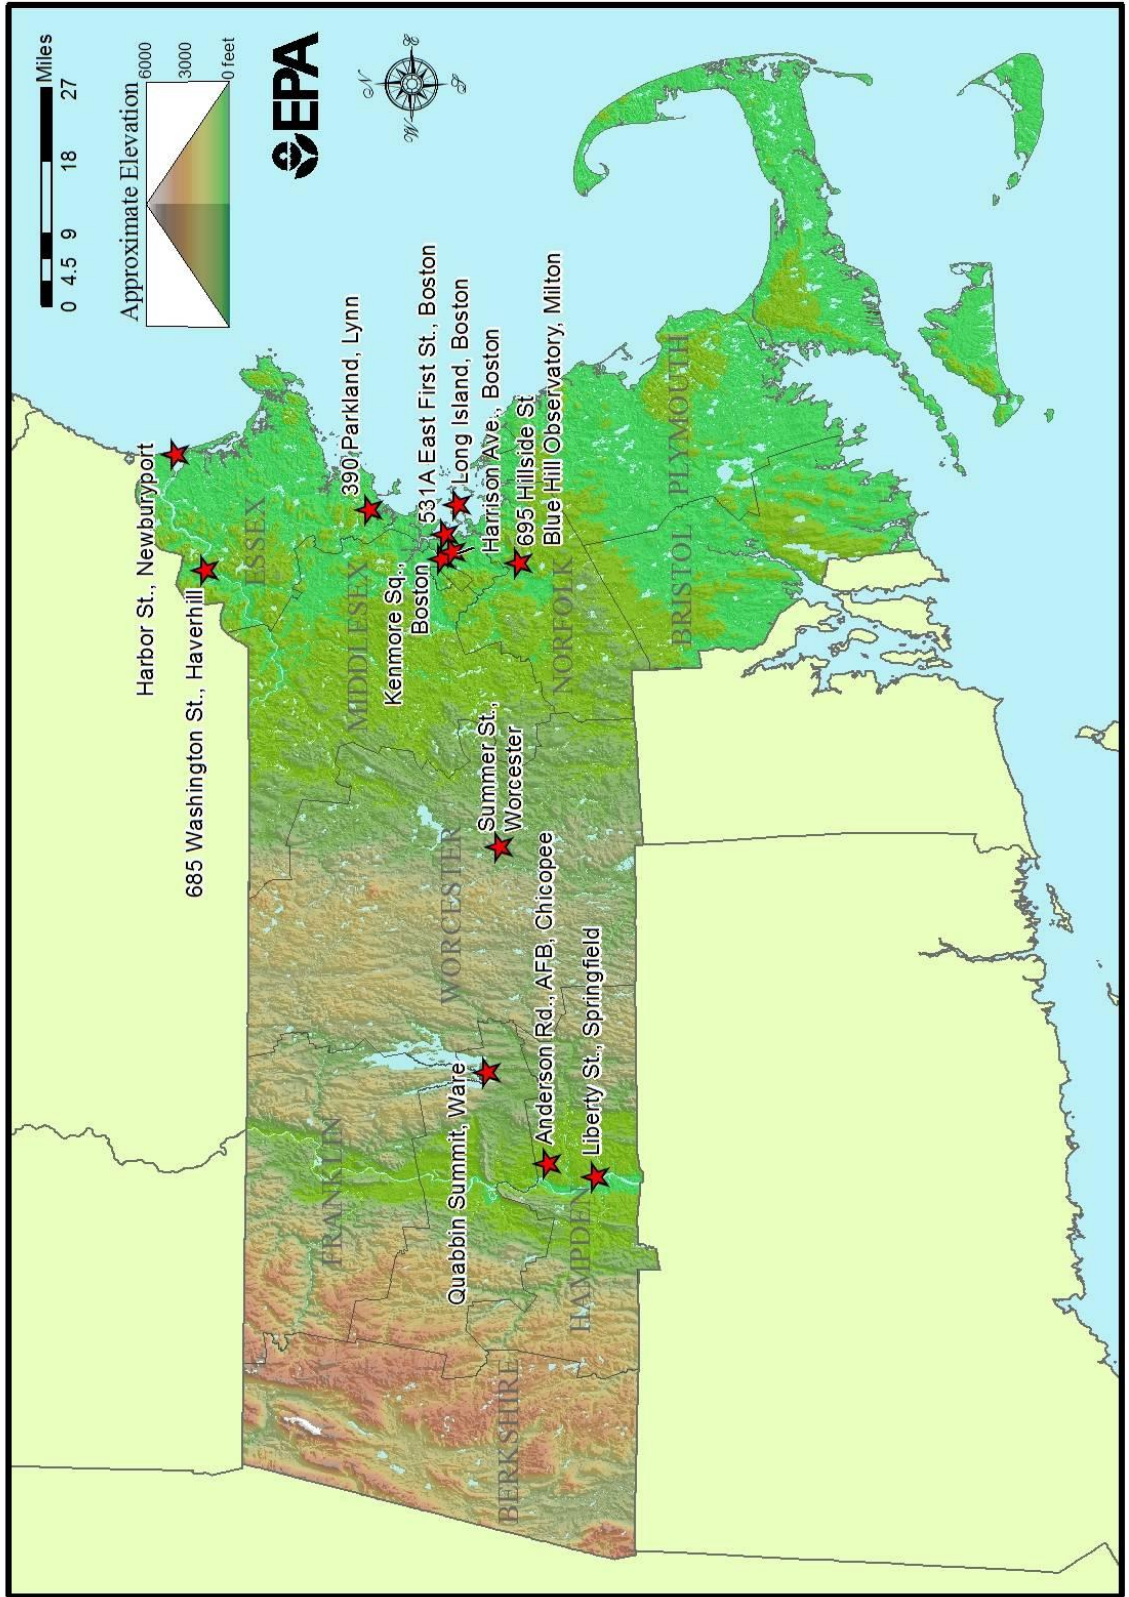 0 4.5 9 18 27 Miles
Approximate Elevation
6000
3000
0 feet
EPA
N
E
S
W
Harbor St., Newburyport
685 Washington St., Haverhill
ESSEX
390 Parkland, Lynn
MIDDLESEX
Kenmore Sq.,
Boston
531A East First St., Boston
Long Island, Boston
Harrison Ave., Boston
695 Hillside St
Blue Hill Observatory, Milton
NORFOLK
BRISTOL
PLYMOUTH
Summer St.,
Worcester
WORCESTER
Quabbin Summit, Ware
Anderson Rd., AFB, Chicopee
Liberty St., Springfield
FRANKLIN
HAMPDEN
BERKSHIRE